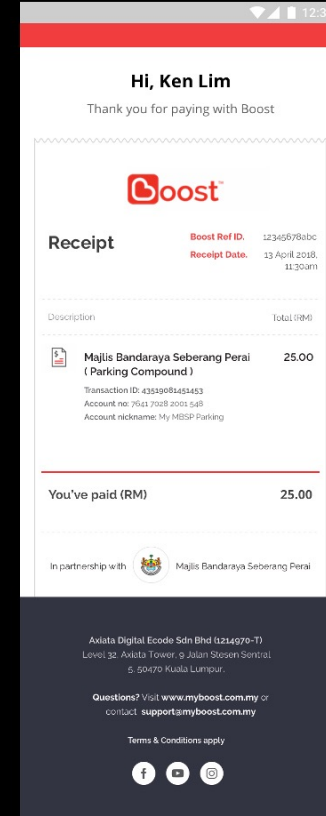 12:3
Hi, Ken Lim
Thank you for paying with Boost
Boost™
Receipt
Boost Ref ID. 12345678abc
Receipt Date. 13 April 2018,
11:30am
Description Total (RM)
Majlis Bandaraya Seberang Perai 25.00
( Parking Compound )
Transaction ID: 43519081451453
Account no: 7641 7028 2001 548
Account nickname: My MBSP Parking
You've paid (RM) 25.00
In partnership with Majlis Bandaraya Seberang Perai
Axiata Digital Ecode Sdn Bhd (1214970-T)
Level 32, Axiata Tower, 9 Jalan Stesen Sentral
5, 50470 Kuala Lumpur.
Questions? Visit www.myboost.com.my or
contact support@myboost.com.my
Terms & Conditions apply